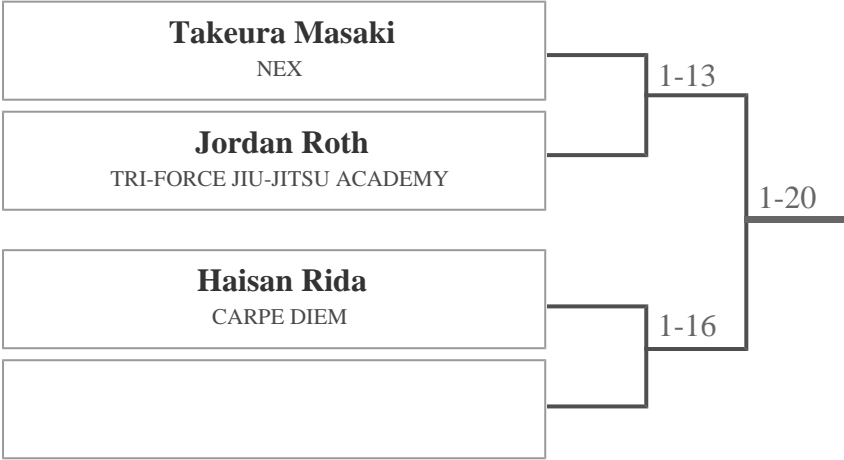 Takeura Masaki
NEX
1-13
Jordan Roth
TRI-FORCE JIU-JITSU ACADEMY
1-20
Haisan Rida
CARPE DIEM
1-16